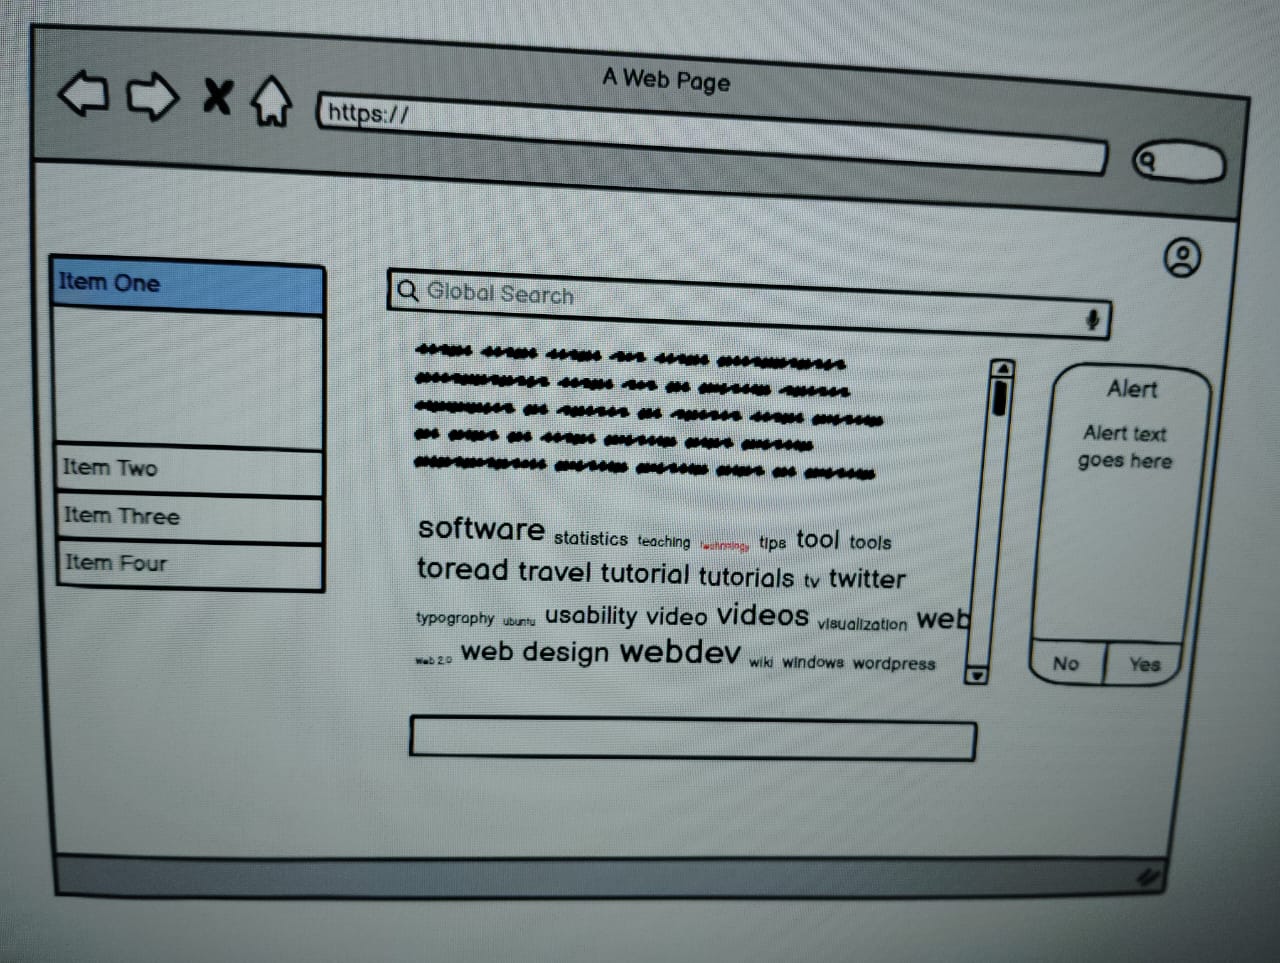 A Web Page
https://
Item One
Item Two
Item Three
Item Four
Global Search
software statistics teaching technology tips tool tools
toread travel tutorial tutorials tv twitter
typography ubuntu usability video videos visualization web
web 2.0 web design webdev wiki windows wordpress
Alert
Alert text
goes here
No Yes